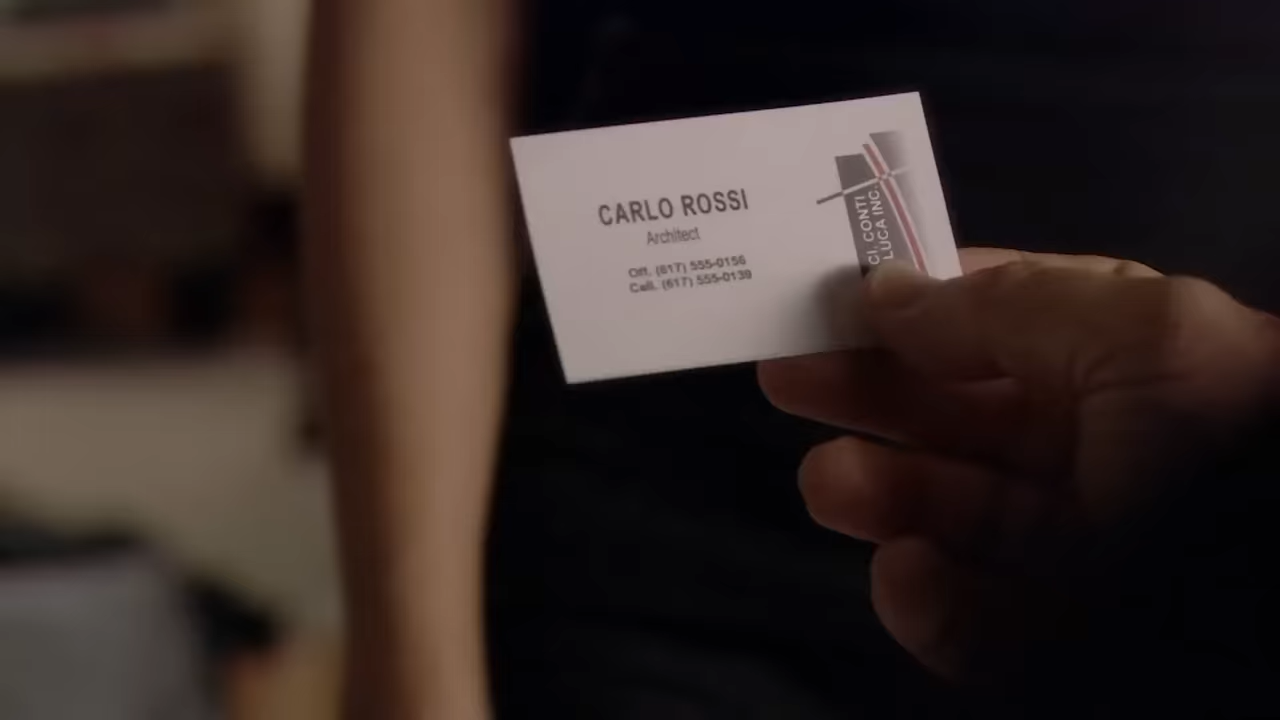 CARLO ROSSI
Architect
Off. (617) 555-0156
Cell. (617) 555-0139
CI, CONTI
LUCA INC.